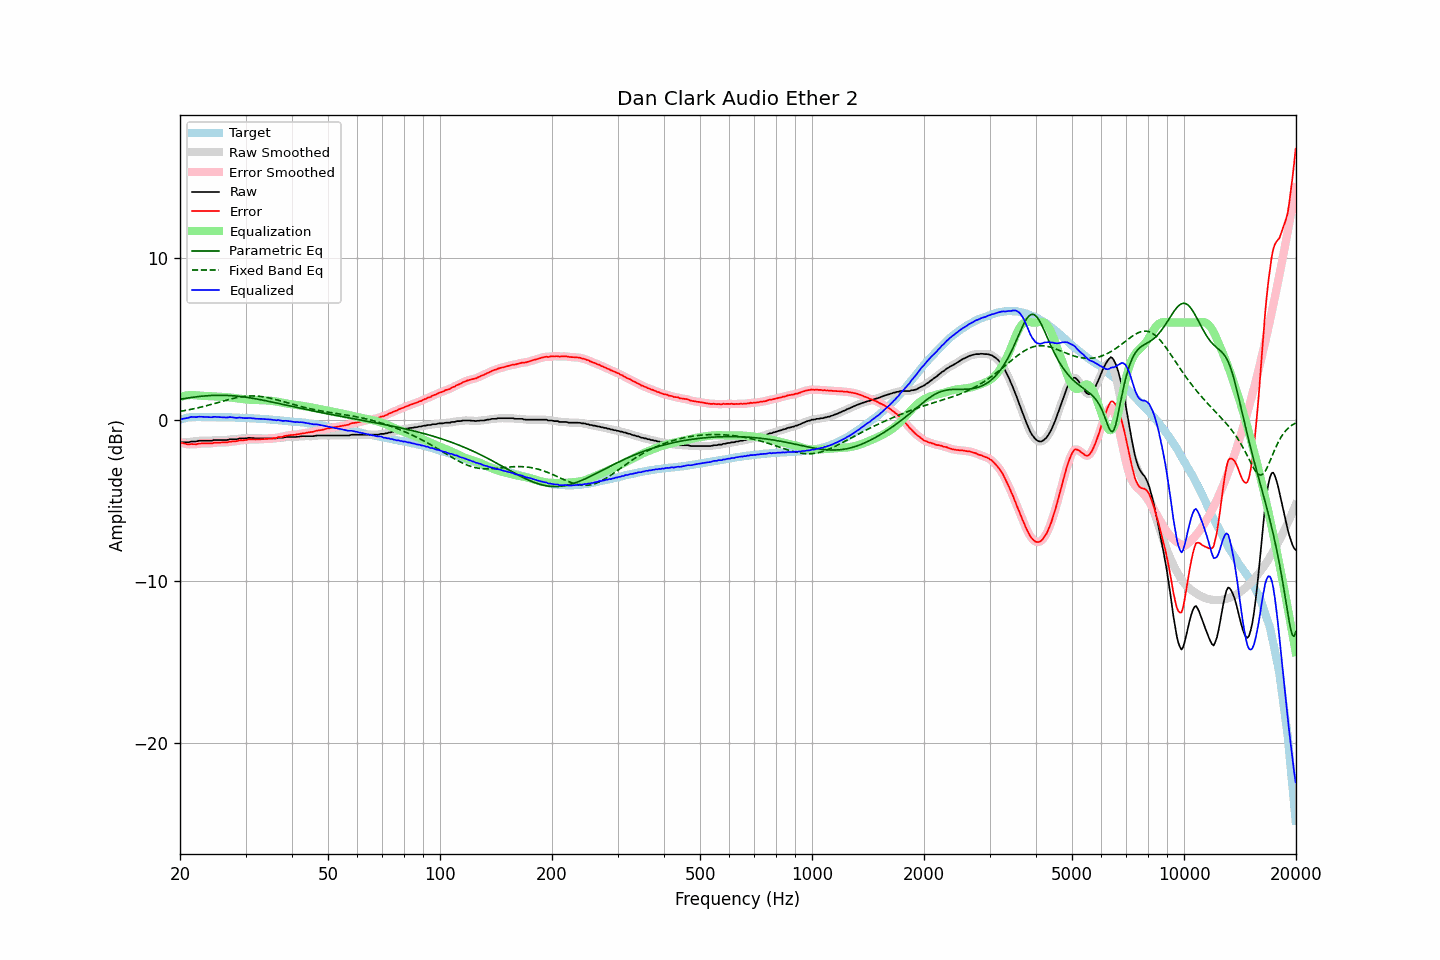 Dan Clark Audio Ether 2
Target
Raw Smoothed
Error Smoothed
Raw
Error
Equalization
Parametric Eq
Fixed Band Eq
Equalized
10
0
−10
−20
Amplitude (dBr)
20 50 100 200 500 1000 2000 5000 10000 20000
Frequency (Hz)